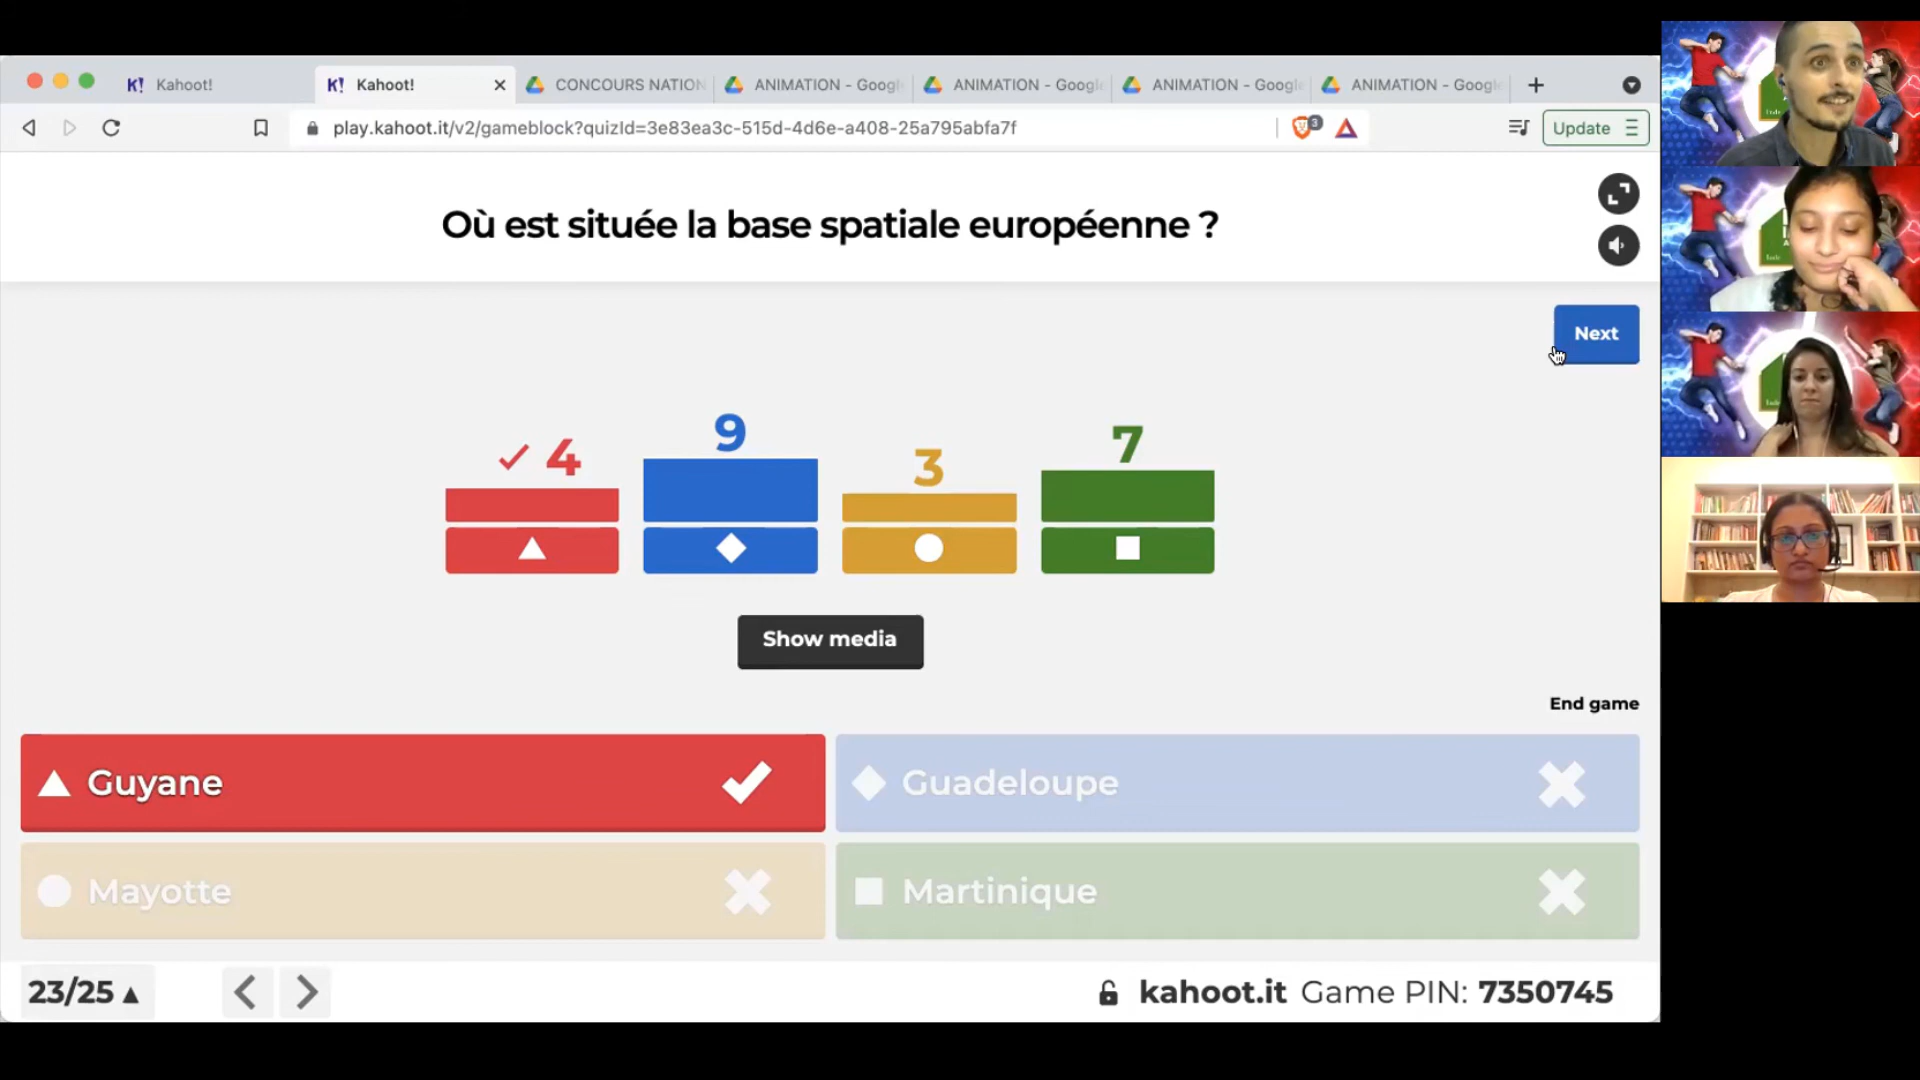 K! Kahoot!
K! Kahoot!
CONCOURS NATION
ANIMATION - Googl
ANIMATION - Googl
ANIMATION - Googl
ANIMATION - Googl
play.kahoot.it/v2/gameblock?quizId=3e83ea3c-515d-4d6e-a408-25a795abfa7f
3
Update
Où est située la base spatiale européenne ?
Next
4
9
3
7
Show media
End game
Guyane
Guadeloupe
Mayotte
Martinique
23/25
kahoot.it Game PIN: 7350745